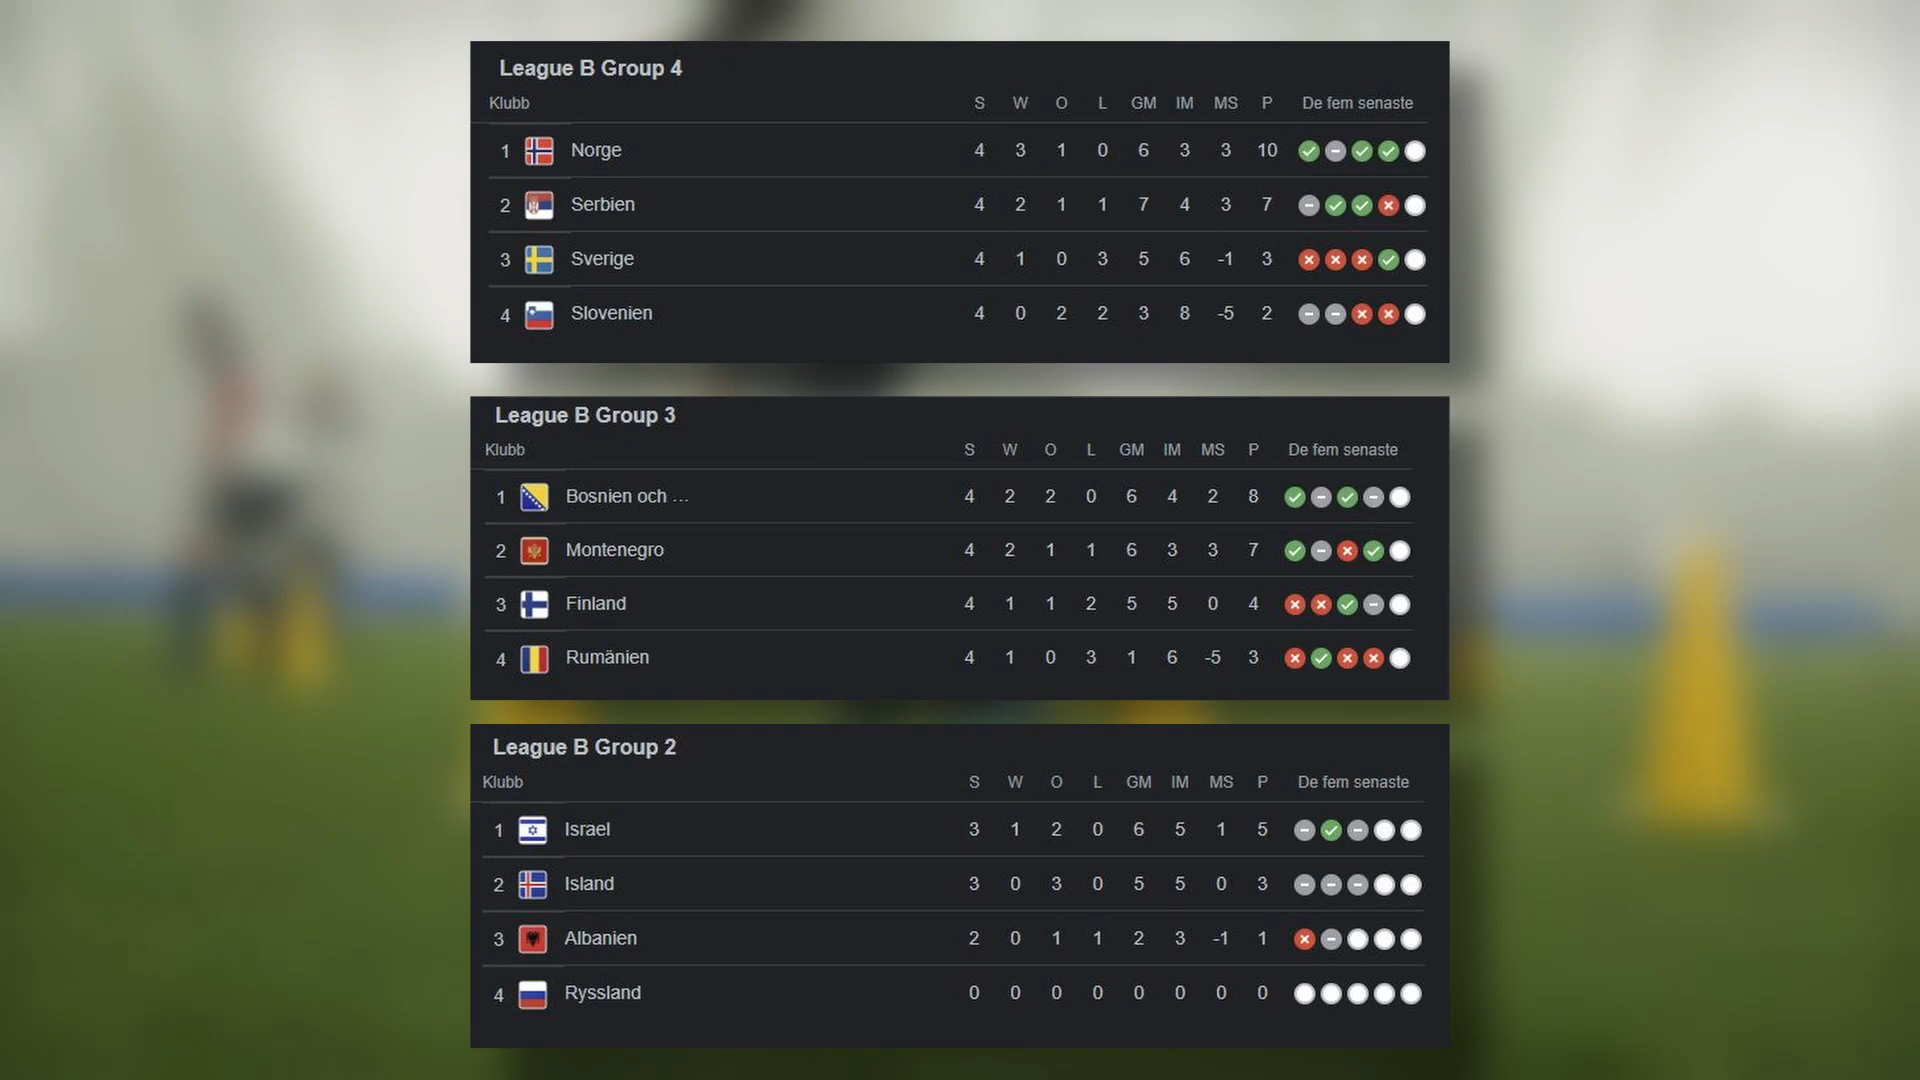 League B Group 4
Klubb S W O L GM IM MS P De fem senaste
1 Norge 4 3 1 0 6 3 3 10
2 Serbien 4 2 1 1 7 4 3 7
3 Sverige 4 1 0 3 5 6 -1 3
4 Slovenien 4 0 2 2 3 8 -5 2
League B Group 3
Klubb S W O L GM IM MS P De fem senaste
1 Bosnien och ... 4 2 2 0 6 4 2 8
2 Montenegro 4 2 1 1 6 3 3 7
3 Finland 4 1 1 2 5 5 0 4
4 Rumänien 4 1 0 3 1 6 -5 3
League B Group 2
Klubb S W O L GM IM MS P De fem senaste
1 Israel 3 1 2 0 6 5 1 5
2 Island 3 0 3 0 5 5 0 3
3 Albanien 2 0 1 1 2 3 -1 1
4 Ryssland 0 0 0 0 0 0 0 0